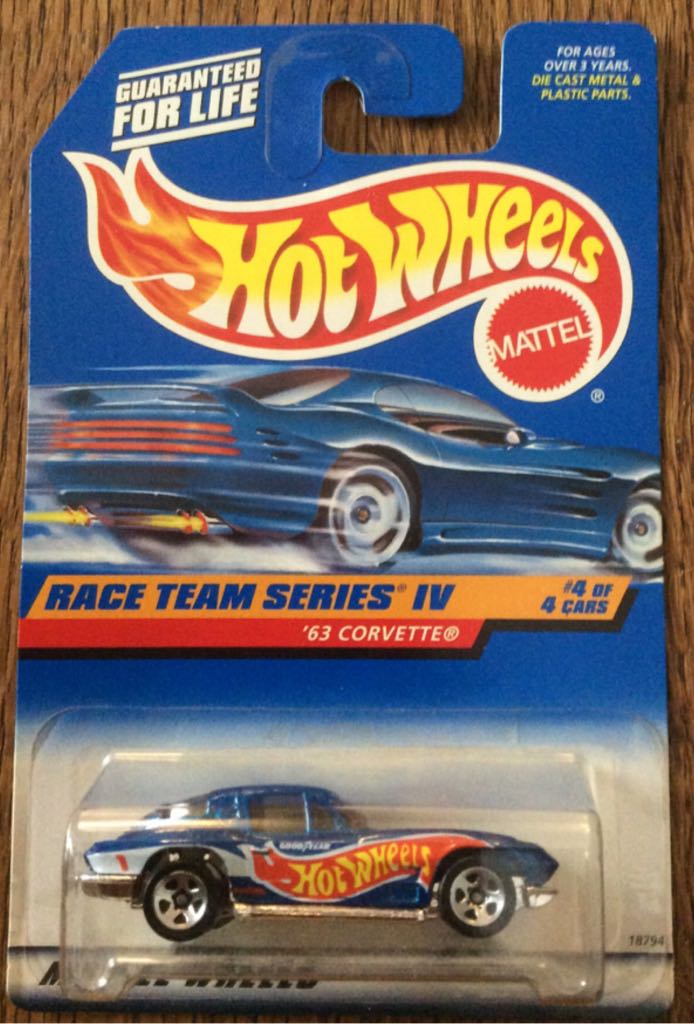 GUARANTEED
FOR LIFE
FOR AGES
OVER 3 YEARS.
DIE CAST METAL &
PLASTIC PARTS.
HOT WHEELS
MATTEL
®
RACE TEAM SERIES® IV
#4 OF
4 CARS
'63 CORVETTE®
GOODYEAR
HOT WHEELS
1
18794